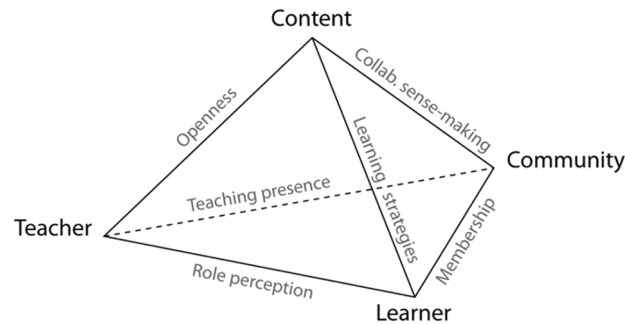 Content
Openness
Collab. sense-making
Learning strategies
Community
Teaching presence
Membership
Teacher
Role perception
Learner